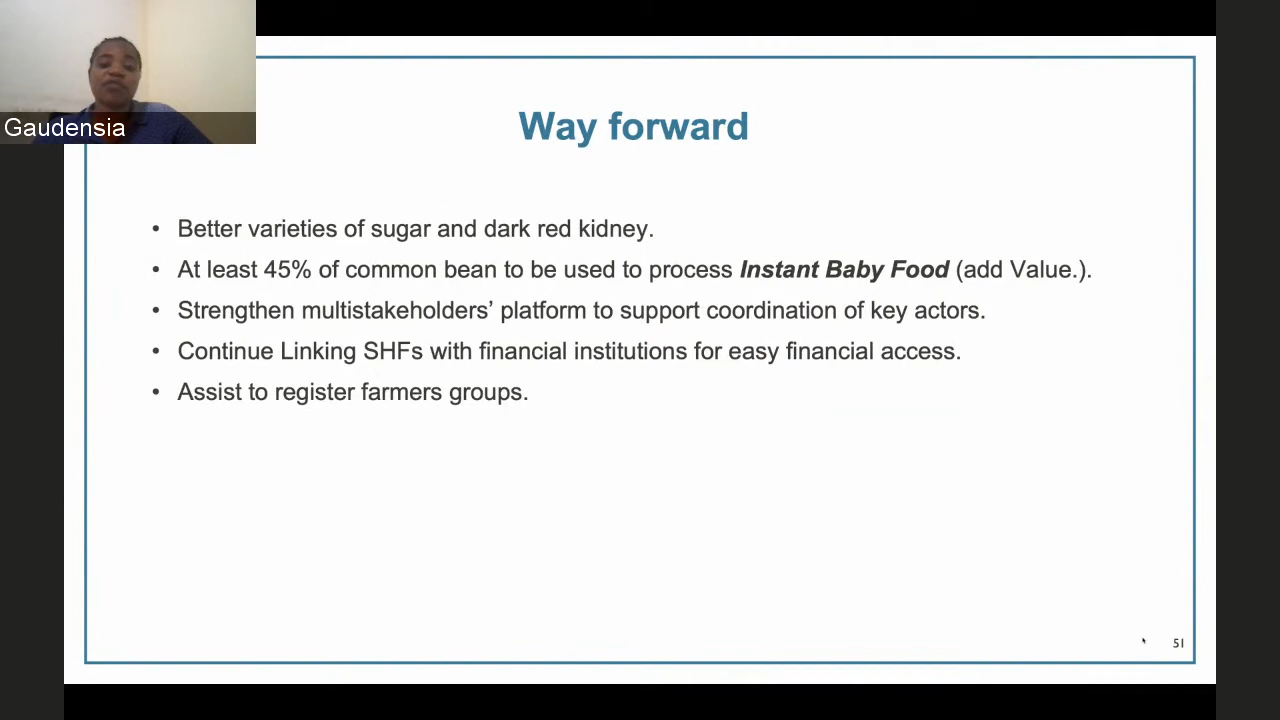 Gaudensia
Way forward
• Better varieties of sugar and dark red kidney.
• At least 45% of common bean to be used to process Instant Baby Food (add Value.).
• Strengthen multistakeholders’ platform to support coordination of key actors.
• Continue Linking SHFs with financial institutions for easy financial access.
• Assist to register farmers groups.
51